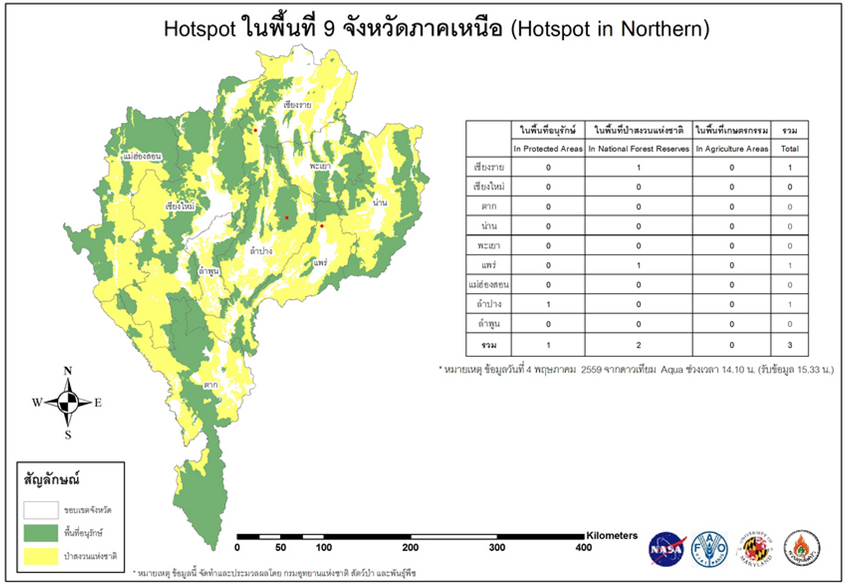 Hotspot ในพื้นที่ 9 จังหวัดภาคเหนือ (Hotspot in Northern)
เชียงราย
แม่ฮ่องสอน
พะเยา
เชียงใหม่
น่าน
ลำปาง
แพร่
ลำพูน
ตาก
ในพื้นที่อนุรักษ์ ในพื้นที่ป่าสงวนแห่งชาติ ในพื้นที่เกษตรกรรม รวม
In Protected Areas In National Forest Reserves In Agriculture Areas Total
เชียงราย 0 1 0 1
เชียงใหม่ 0 0 0 0
ตาก 0 0 0 0
น่าน 0 0 0 0
พะเยา 0 0 0 0
แพร่ 0 1 0 1
แม่ฮ่องสอน 0 0 0 0
ลำปาง 1 0 0 1
ลำพูน 0 0 0 0
รวม 1 2 0 3
* หมายเหตุ ข้อมูลวันที่ 4 พฤษภาคม 2559 จากดาวเทียม Aqua ช่วงเวลา 14.10 น. (รับข้อมูล 15.33 น.)
N
W E
S
สัญลักษณ์
ขอบเขตจังหวัด
พื้นที่อนุรักษ์
ป่าสงวนแห่งชาติ
Kilometers
0 50 100 200 300 400
NASA
FAO
* หมายเหตุ ข้อมูลนี้ จัดทำและประมวลผลโดย กรมอุทยานแห่งชาติ สัตว์ป่า และพันธุ์พืช